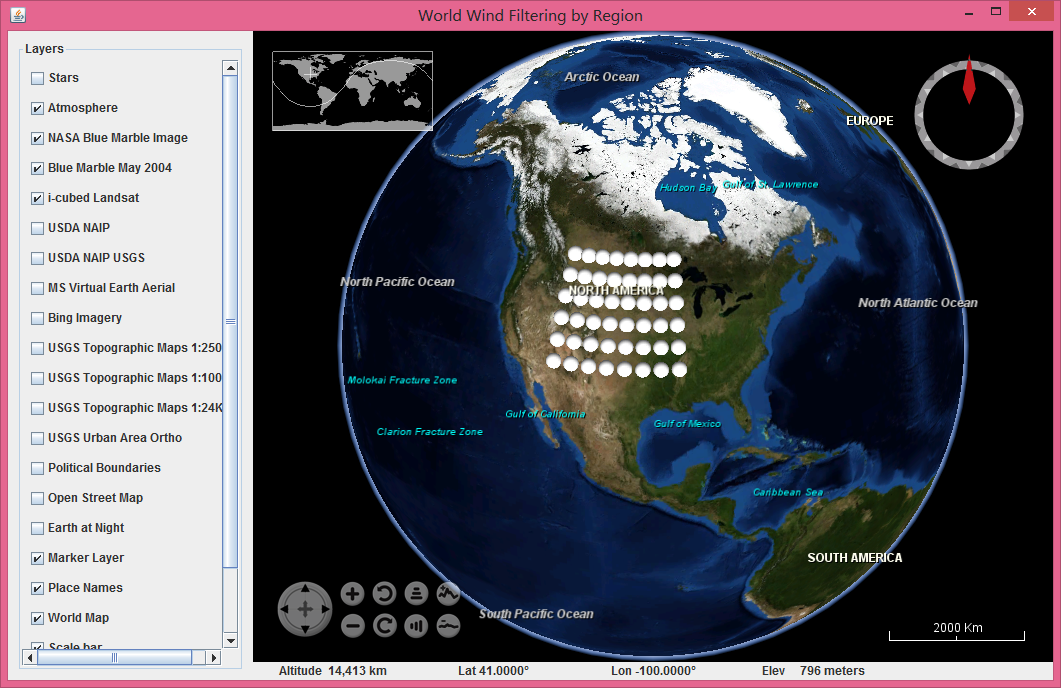 World Wind Filtering by Region
Layers
Stars
Atmosphere
NASA Blue Marble Image
Blue Marble May 2004
i-cubed Landsat
USDA NAIP
USDA NAIP USGS
MS Virtual Earth Aerial
Bing Imagery
USGS Topographic Maps 1:250
USGS Topographic Maps 1:100
USGS Topographic Maps 1:24K
USGS Urban Area Ortho
Political Boundaries
Open Street Map
Earth at Night
Marker Layer
Place Names
World Map
Scale bar
Arctic Ocean
EUROPE
Hudson Bay
Gulf of St. Lawrence
North Pacific Ocean
NORTH AMERICA
North Atlantic Ocean
Molokai Fracture Zone
Gulf of California
Gulf of Mexico
Clarion Fracture Zone
Caribbean Sea
SOUTH AMERICA
South Pacific Ocean
2000 Km
Altitude 14,413 km Lat 41.0000° Lon -100.0000° Elev 796 meters